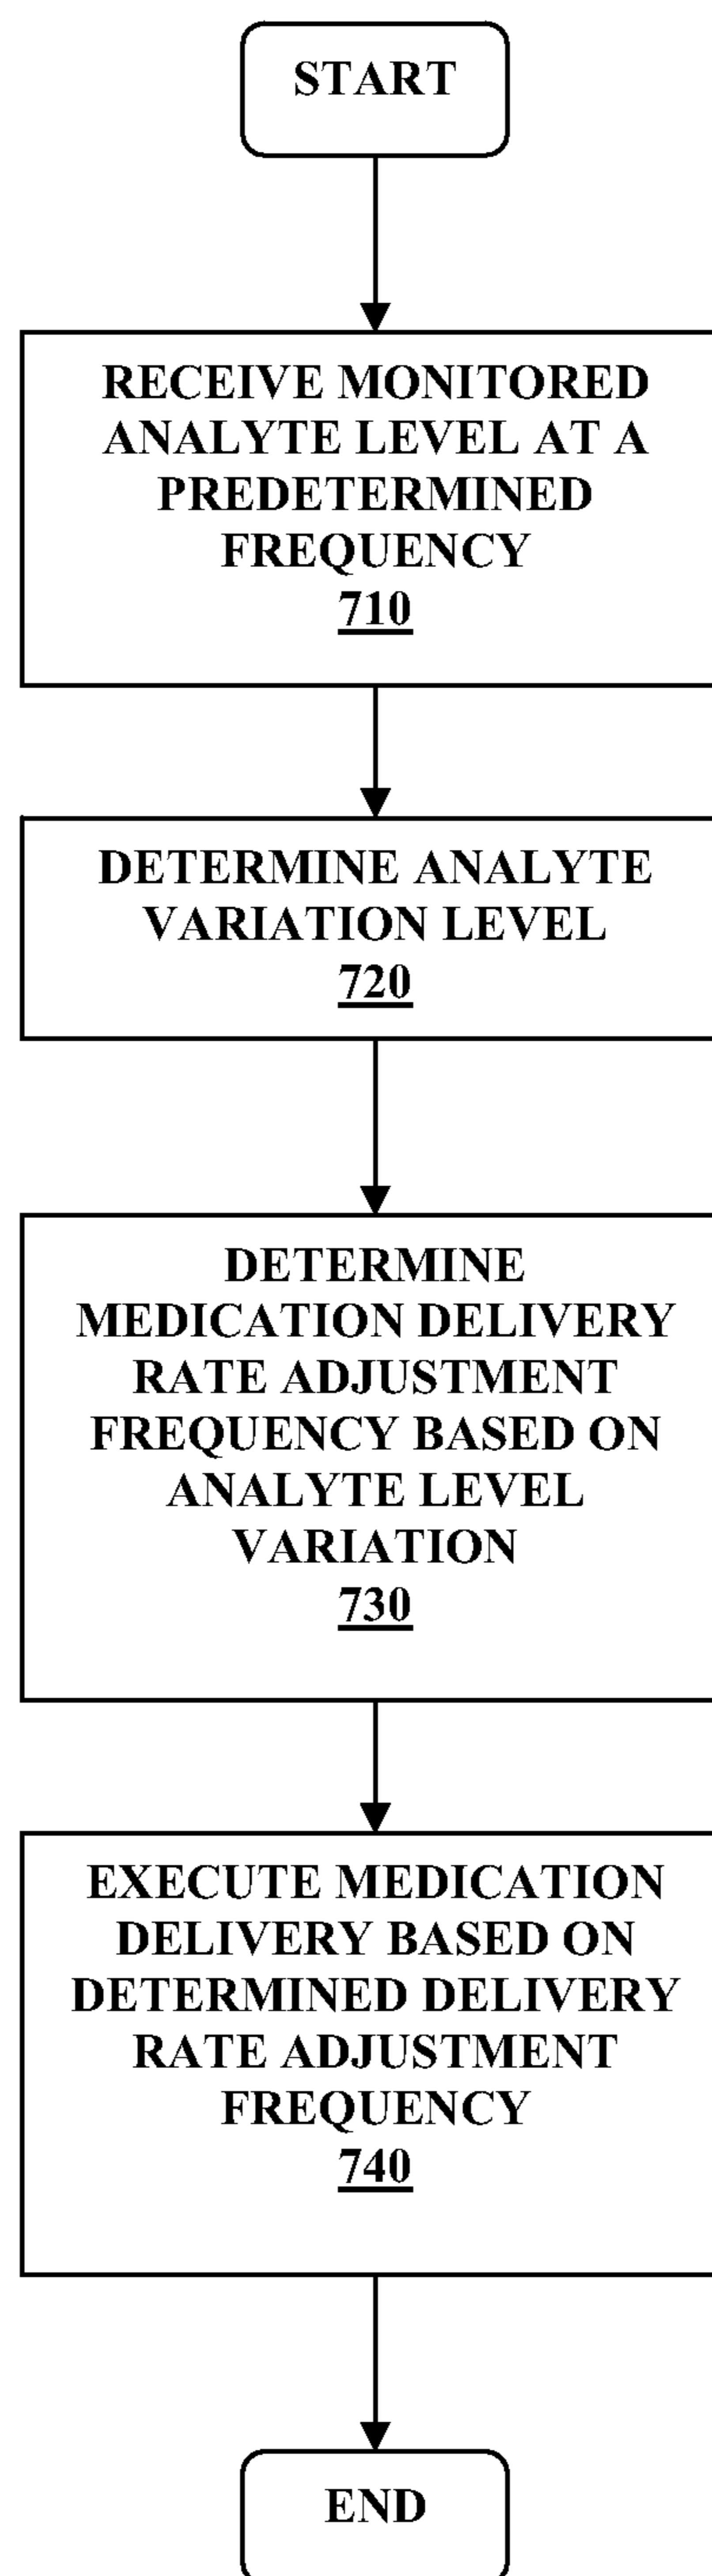 START
RECEIVE MONITORED
ANALYTE LEVEL AT A
PREDETERMINED
FREQUENCY
710
DETERMINE ANALYTE
VARIATION LEVEL
720
DETERMINE
MEDICATION DELIVERY
RATE ADJUSTMENT
FREQUENCY BASED ON
ANALYTE LEVEL
VARIATION
730
EXECUTE MEDICATION
DELIVERY BASED ON
DETERMINED DELIVERY
RATE ADJUSTMENT
FREQUENCY
740
END